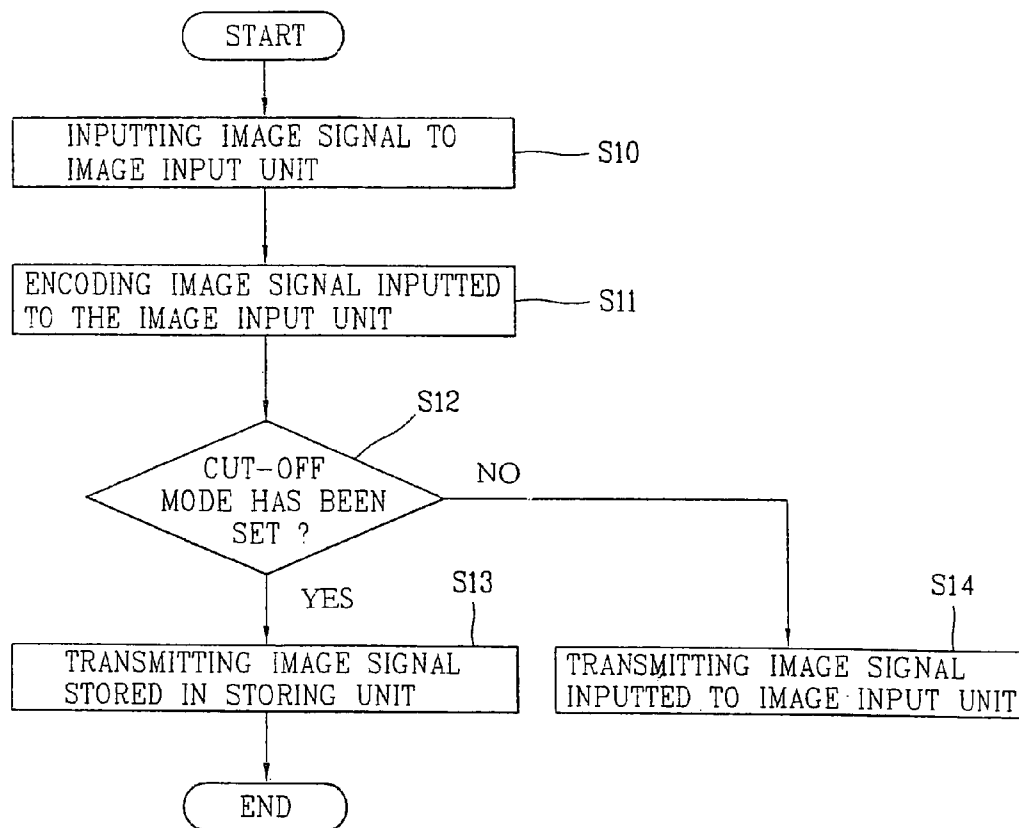 START
INPUTTING IMAGE SIGNAL TO
IMAGE INPUT UNIT
S10
ENCODING IMAGE SIGNAL INPUTTED
TO THE IMAGE INPUT UNIT
S11
S12
CUT-OFF
MODE HAS BEEN
SET ?
NO
YES
S13
S14
TRANSMITTING IMAGE SIGNAL
STORED IN STORING UNIT
TRANSMITTING IMAGE SIGNAL
INPUTTED TO IMAGE INPUT UNIT
END